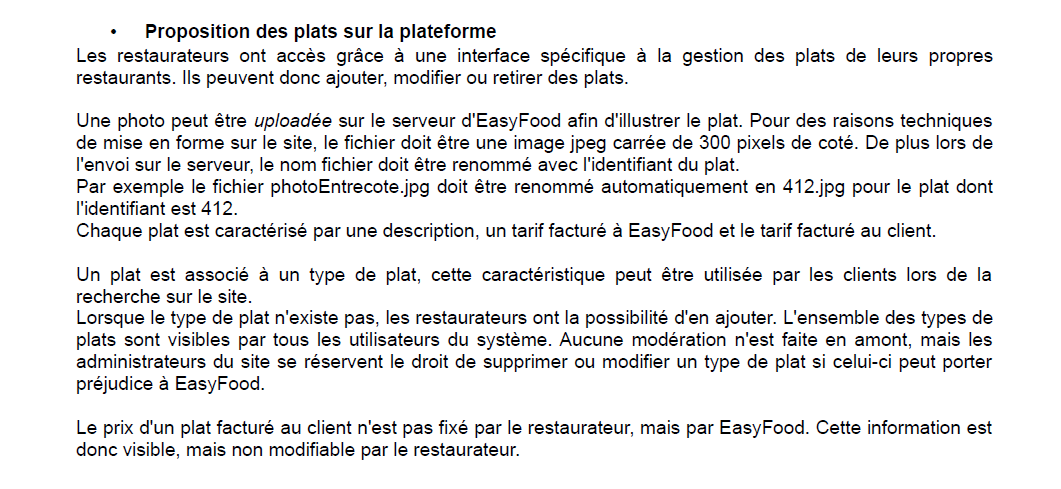 • Proposition des plats sur la plateforme
Les restaurateurs ont accès grâce à une interface spécifique à la gestion des plats de leurs propres
restaurants. Ils peuvent donc ajouter, modifier ou retirer des plats.
Une photo peut être uploadée sur le serveur d'EasyFood afin d'illustrer le plat. Pour des raisons techniques
de mise en forme sur le site, le fichier doit être une image jpeg carrée de 300 pixels de coté. De plus lors de
l'envoi sur le serveur, le nom fichier doit être renommé avec l'identifiant du plat.
Par exemple le fichier photoEntrecote.jpg doit être renommé automatiquement en 412.jpg pour le plat dont
l'identifiant est 412.
Chaque plat est caractérisé par une description, un tarif facturé à EasyFood et le tarif facturé au client.
Un plat est associé à un type de plat, cette caractéristique peut être utilisée par les clients lors de la
recherche sur le site.
Lorsque le type de plat n'existe pas, les restaurateurs ont la possibilité d'en ajouter. L'ensemble des types de
plats sont visibles par tous les utilisateurs du système. Aucune modération n'est faite en amont, mais les
administrateurs du site se réservent le droit de supprimer ou modifier un type de plat si celui-ci peut porter
préjudice à EasyFood.
Le prix d'un plat facturé au client n'est pas fixé par le restaurateur, mais par EasyFood. Cette information est
donc visible, mais non modifiable par le restaurateur.